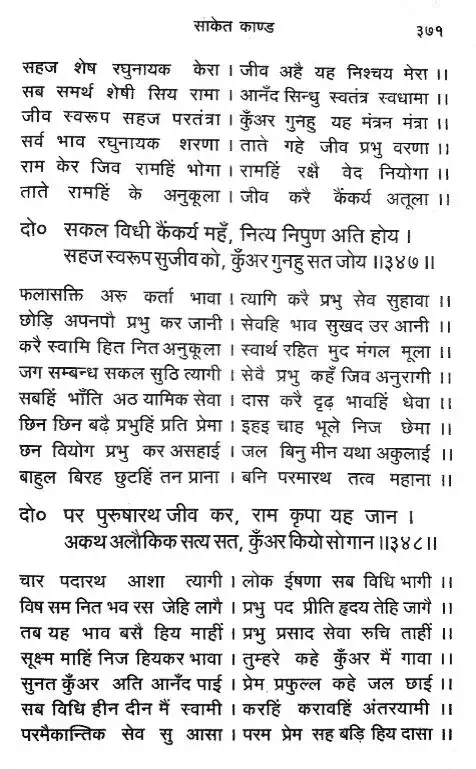 साकेत काण्ड ३७१
सहज शेष रघुनायक केरा । जीव अहै यह निश्चय मेरा ।।
सब समर्थ शेषी सिय रामा । आनँद सिन्धु स्वतंत्र स्वधामा ।।
जीव स्वरूप सहज परतंत्रा । कुँअर गुनहु यह मंत्रन मंत्रा ।।
सर्व भाव रघुनायक शरणा । ताते गहे जीव प्रभु वरणा ।।
राम केर जिव रामहिं भोगा । रामहिं रक्षै वेद नियोगा ।।
ताते रामहिं के अनुकूला । जीव करै कैंकर्य अतूला ।।
दो० सकल विधी कैंकर्य महँ, नित्य निपुण अति होय ।
सहज स्वरूप सुजीव को, कुँअर गुनहु सत जोय ।।३४७।।
फलासक्ति अरु कर्ता भावा । त्यागि करै प्रभु सेव सुहावा ।।
छोड़ि अपनपौ प्रभु कर जानी । सेवहि भाव सुखद उर आनी ।।
करै स्वामि हित नित अनुकूला । स्वार्थ रहित मुद मंगल मूला ।।
जग सम्बन्ध सकल सुठि त्यागी । सेवै प्रभु कहँ जिव अनुरागी ।।
सबहिं भाँति अठ यामिक सेवा । दास करै दृढ़ भावहिं धेवा ।।
छिन छिन बढ़ै प्रभुहिं प्रति प्रेमा । इहइ चाह भूले निज छेमा ।।
छन वियोग प्रभु कर असहाई । जल बिनु मीन यथा अकुलाई ।।
बाहुल बिरह छुटहिं तन प्राना । बनि परमारथ तत्व महाना ।।
दो० पर पुरुषारथ जीव कर, राम कृपा यह जान ।
अकथ अलौकिक सत्य सत, कुँअर कियो सो गान ।।३४८।।
चार पदारथ आशा त्यागी । लोक ईषणा सब विधि भागी ।।
विष सम नित भव रस जेहि लागै । प्रभु पद प्रीति हृदय तेहि जागै ।।
तब यह भाव बसै हिय माहीं । प्रभु प्रसाद सेवा रुचि ताहीं ।।
सूक्ष्म माहिं निज हियकर भावा । तुम्हरे कहे कुँअर मैं गावा ।।
सुनत कुँअर अति आनँद पाई । प्रेम प्रफुल्ल कहे जल छाई ।।
सब विधि हीन दीन मैं स्वामी । करहिं करावहिं अंतरयामी ।।
परमैकान्तिक सेव सु आसा । परम प्रेम सह बड़ि हिय दासा ।।